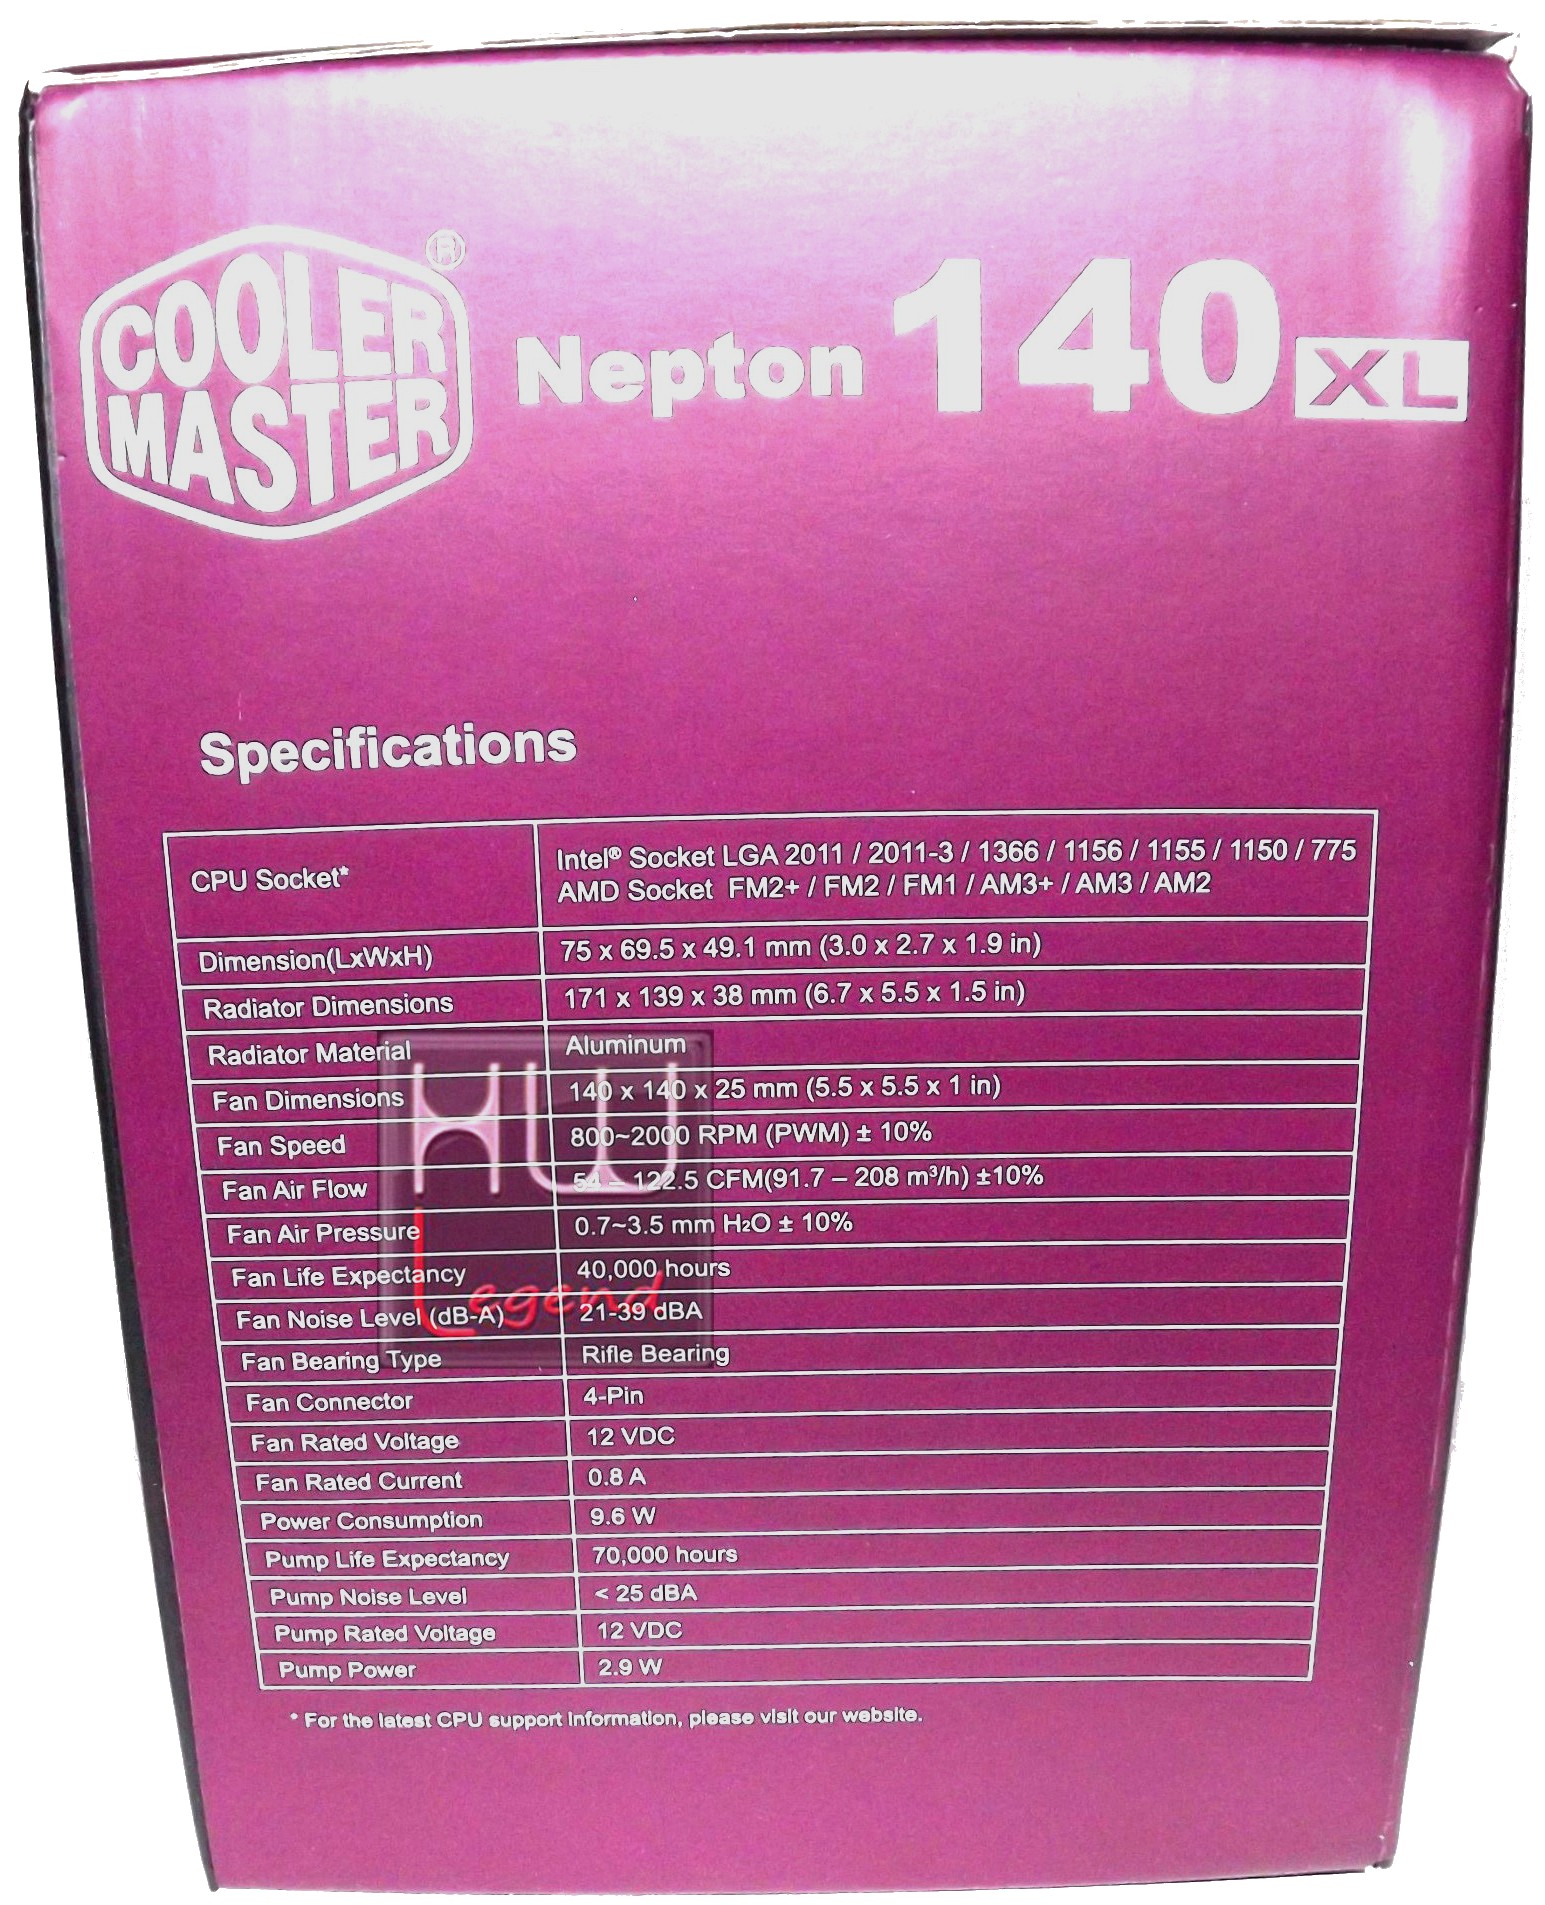 COOLER
MASTER®
Nepton 140 XL
Specifications
CPU Socket* Intel® Socket LGA 2011 / 2011-3 / 1366 / 1156 / 1155 / 1150 / 775
AMD Socket FM2+ / FM2 / FM1 / AM3+ / AM3 / AM2
Dimension(LxWxH) 75 x 69.5 x 49.1 mm (3.0 x 2.7 x 1.9 in)
Radiator Dimensions 171 x 139 x 38 mm (6.7 x 5.5 x 1.5 in)
Radiator Material Aluminum
Fan Dimensions 140 x 140 x 25 mm (5.5 x 5.5 x 1 in)
Fan Speed 800~2000 RPM (PWM) ± 10%
Fan Air Flow 54 – 122.5 CFM(91.7 – 208 m³/h) ±10%
Fan Air Pressure 0.7~3.5 mm H₂O ± 10%
Fan Life Expectancy 40,000 hours
Fan Noise Level (dB-A) 21-39 dBA
Fan Bearing Type Rifle Bearing
Fan Connector 4-Pin
Fan Rated Voltage 12 VDC
Fan Rated Current 0.8 A
Power Consumption 9.6 W
Pump Life Expectancy 70,000 hours
Pump Noise Level < 25 dBA
Pump Rated Voltage 12 VDC
Pump Power 2.9 W
* For the latest CPU support information, please visit our website.
HW
Legend